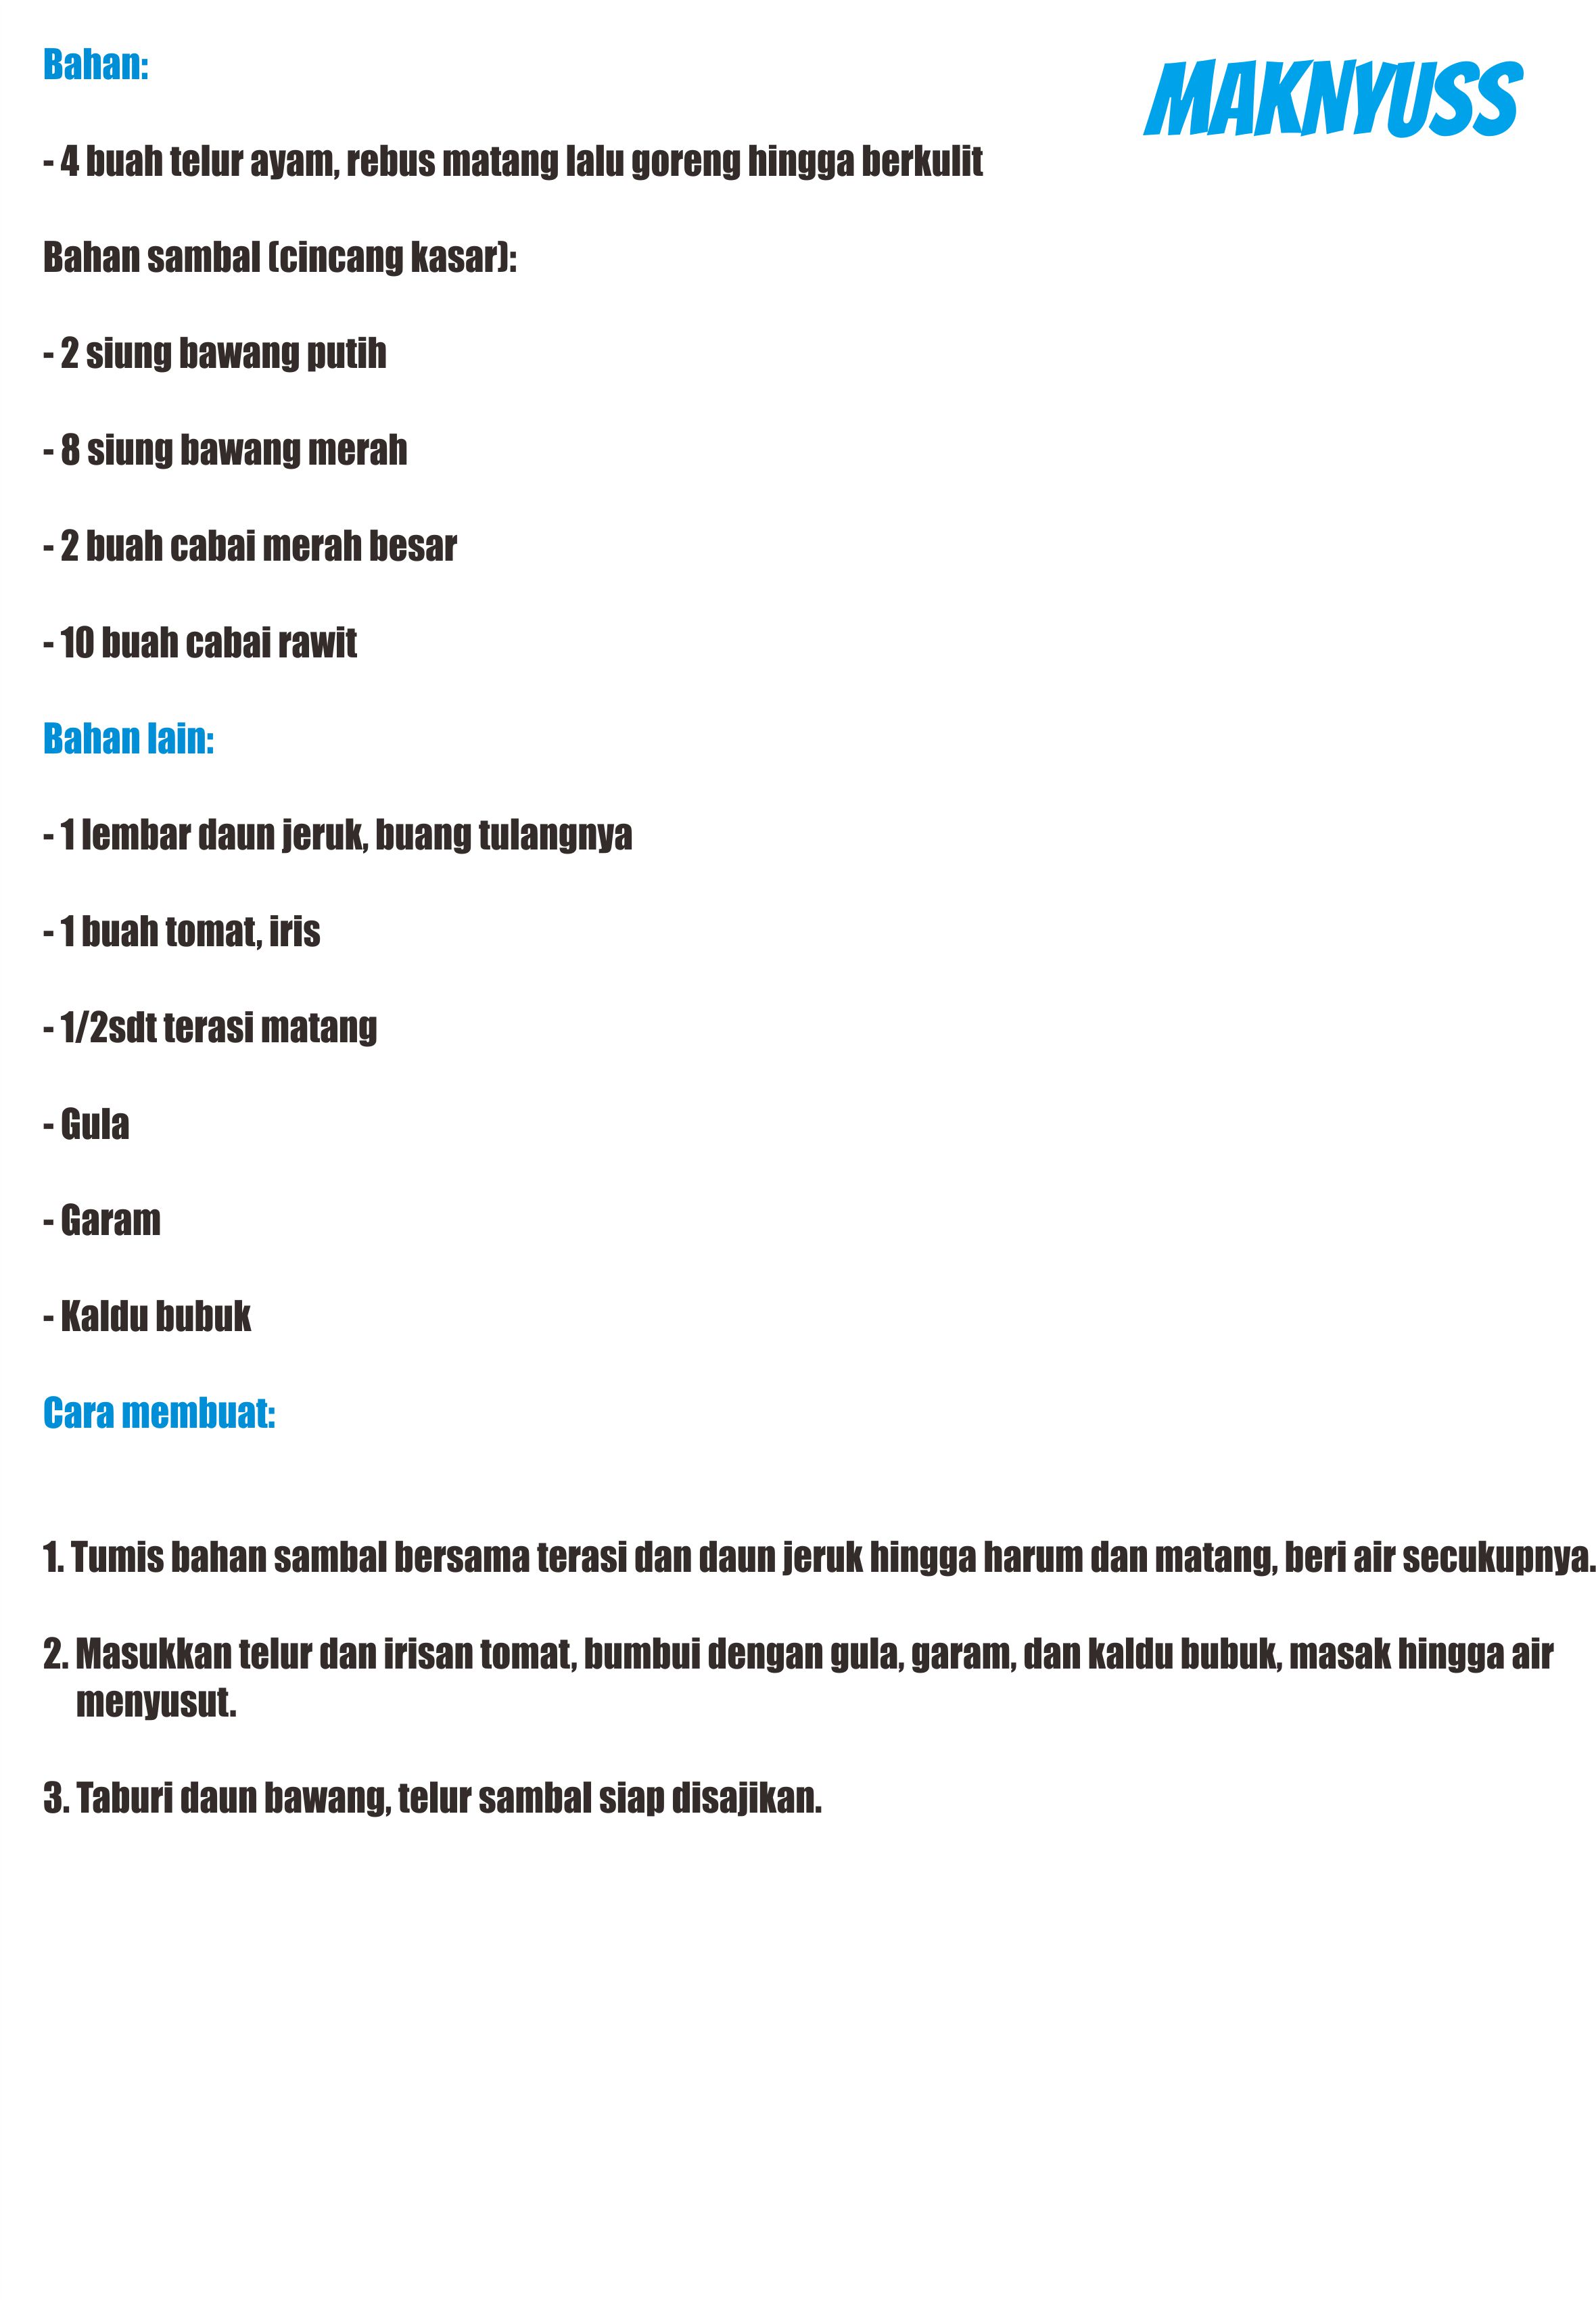 Bahan:
MAKNYUSS
- 4 buah telur ayam, rebus matang lalu goreng hingga berkulit
Bahan sambal (cincang kasar):
- 2 siung bawang putih
- 8 siung bawang merah
- 2 buah cabai merah besar
- 10 buah cabai rawit
Bahan lain:
- 1 lembar daun jeruk, buang tulangnya
- 1 buah tomat, iris
- 1/2sdt terasi matang
- Gula
- Garam
- Kaldu bubuk
Cara membuat:
1. Tumis bahan sambal bersama terasi dan daun jeruk hingga harum dan matang, beri air secukupnya.
2. Masukkan telur dan irisan tomat, bumbui dengan gula, garam, dan kaldu bubuk, masak hingga air
menyusut.
3. Taburi daun bawang, telur sambal siap disajikan.